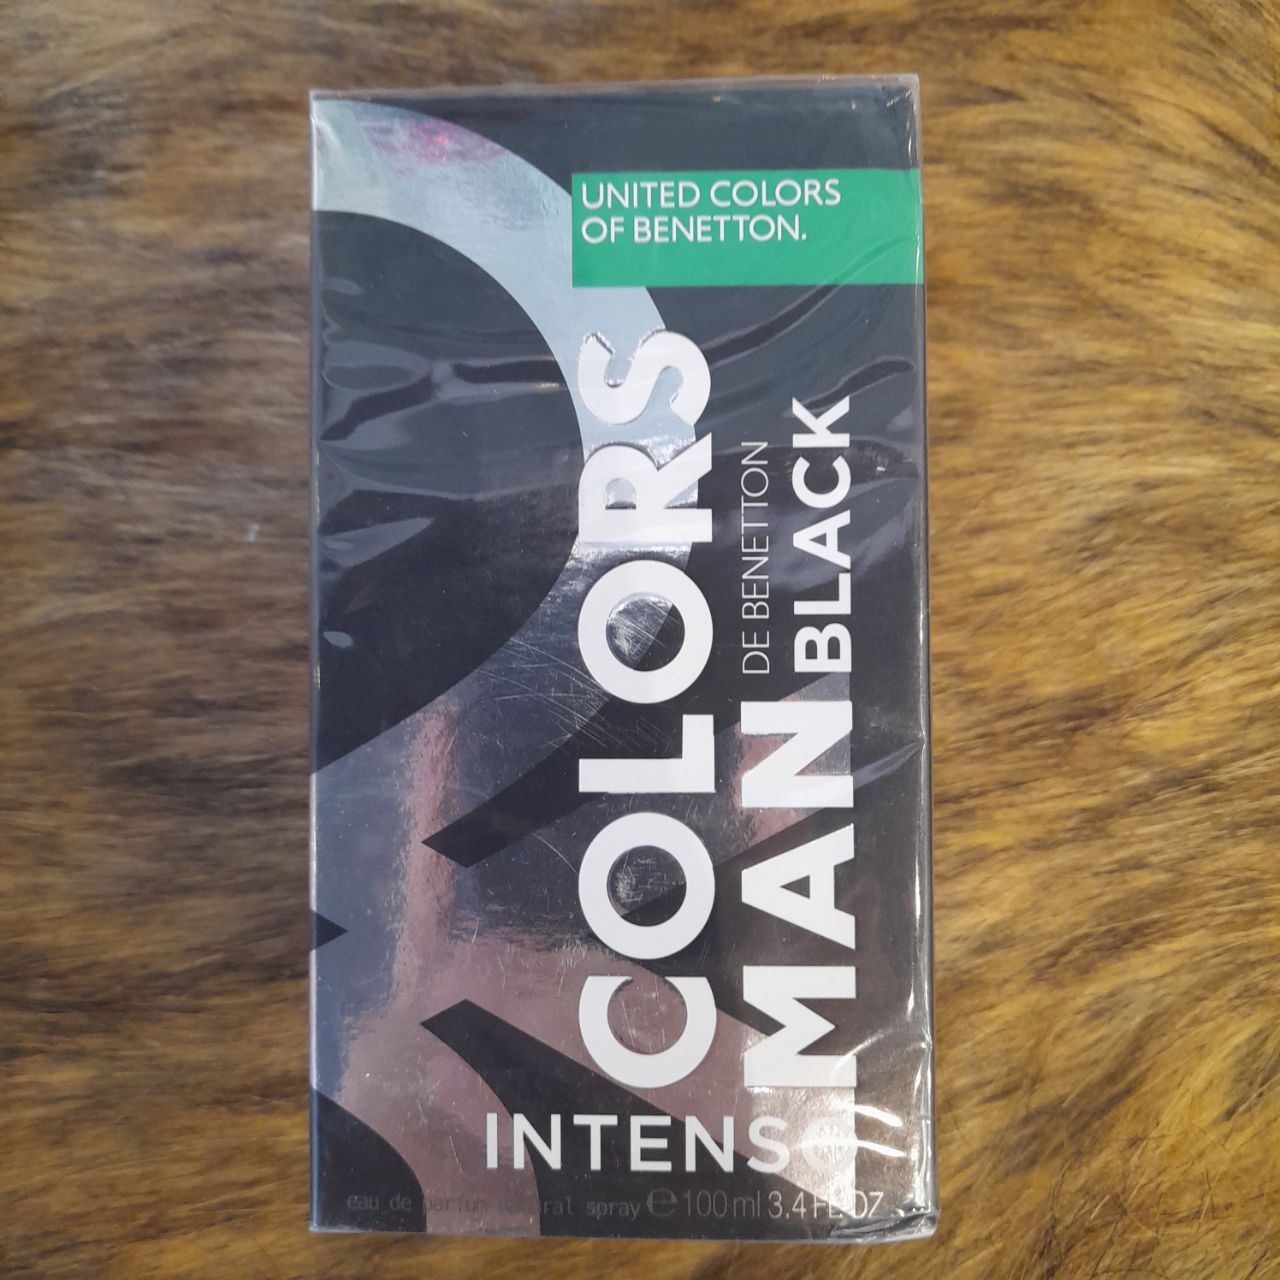 UNITED COLORS
OF BENETTON.
COLORS
DE BENETTON
MAN BLACK
INTENSO
eau de parfum natural spray e 100 ml 3.4 FL OZ